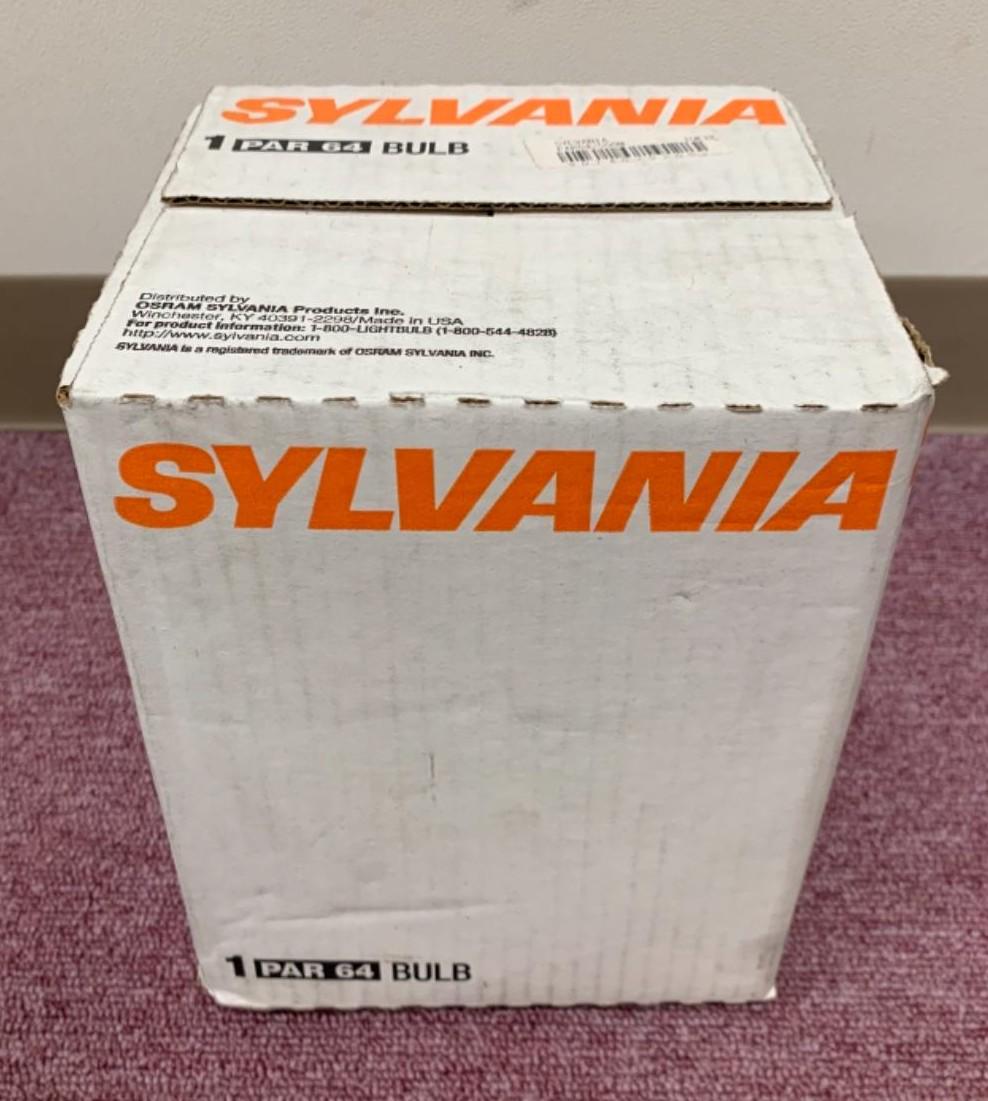 SYLVANIA
1 PAR 64 BULB
SYLVANIA
Distributed by
OSRAM SYLVANIA Products Inc.
Winchester, KY 40391-2298/Made in USA
For product information: 1-800-LIGHTBULB (1-800-544-4828)
http://www.sylvania.com
SYLVANIA is a registered trademark of OSRAM SYLVANIA INC.
SYLVANIA
1 PAR 64 BULB